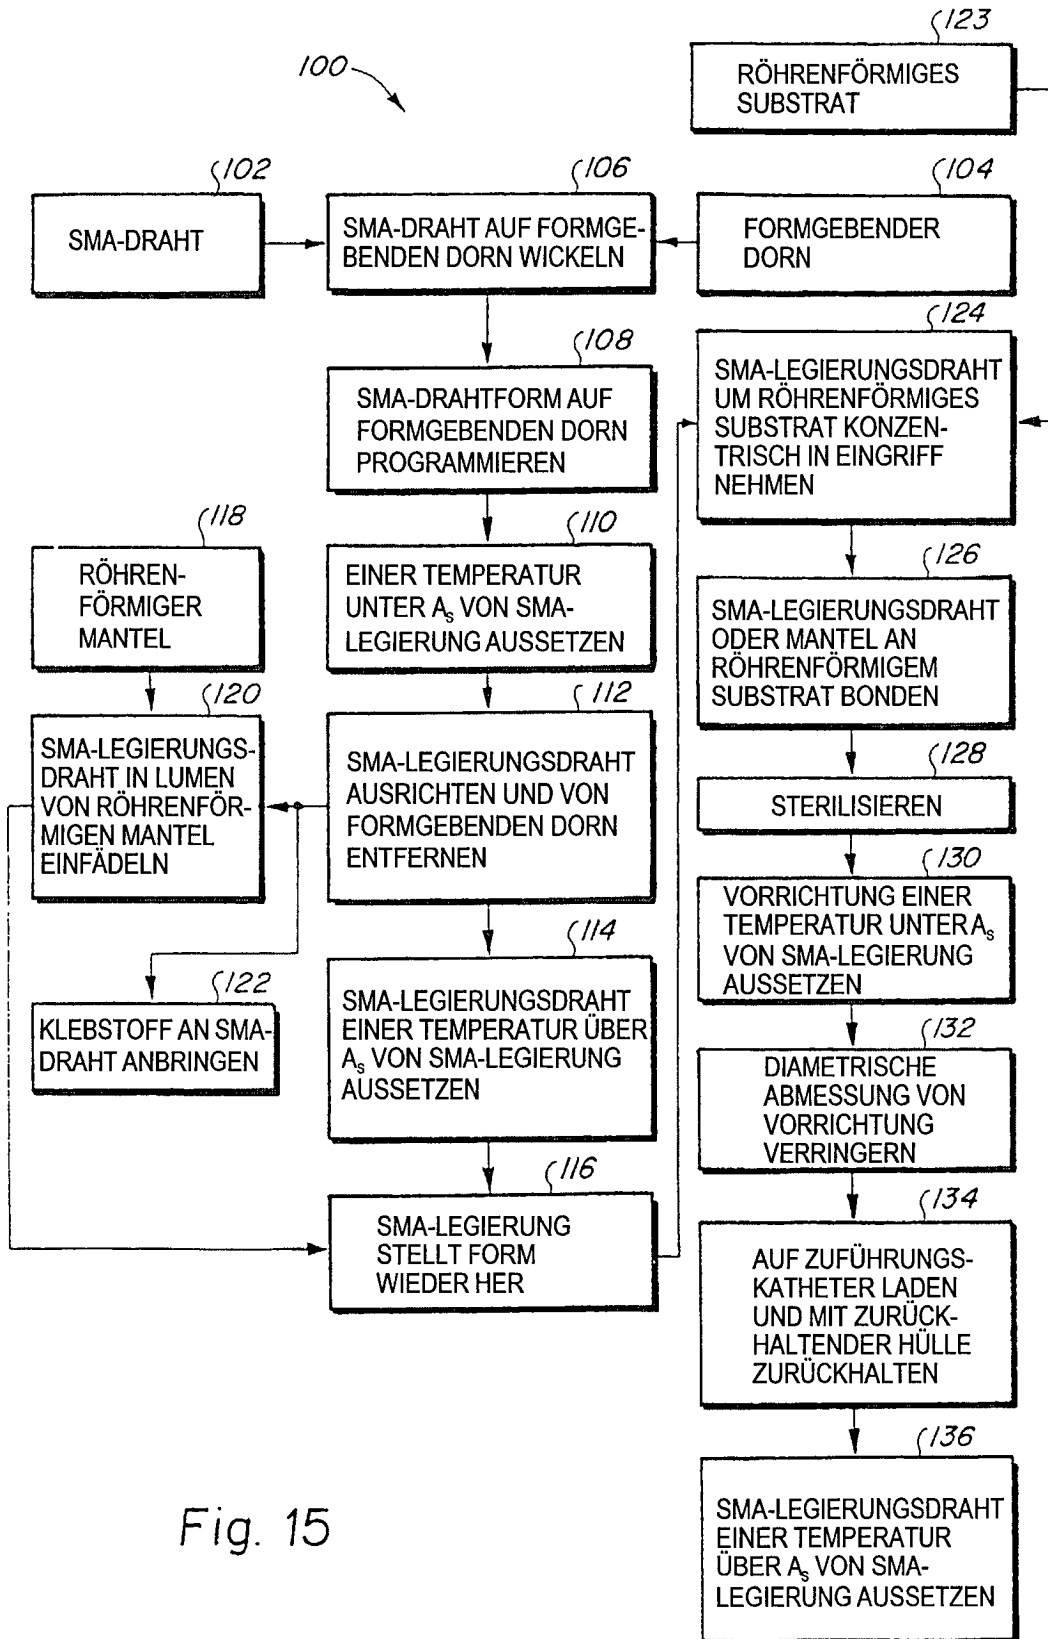 123
RÖHRENFÖRMIGES
SUBSTRAT
100
102
SMA-DRAHT
106
SMA-DRAHT AUF FORMGE-
BENDEN DORN WICKELN
104
FORMGEBENDER
DORN
108
SMA-DRAHTFORM AUF
FORMGEBENDEN DORN
PROGRAMMIEREN
110
EINER TEMPERATUR
UNTER As VON SMA-
LEGIERUNG AUSSETZEN
118
RÖHREN-
FÖRMIGER
MANTEL
120
SMA-LEGIERUNGS-
DRAHT IN LUMEN
VON RÖHRENFÖR-
MIGEN MANTEL
EINFÄDELN
112
SMA-LEGIERUNGSDRAHT
AUSRICHTEN UND VON
FORMGEBENDEN DORN
ENTFERNEN
122
KLEBSTOFF AN SMA-
DRAHT ANBRINGEN
114
SMA-LEGIERUNGSDRAHT
EINER TEMPERATUR ÜBER
As VON SMA-LEGIERUNG
AUSSETZEN
116
SMA-LEGIERUNG
STELLT FORM
WIEDER HER
124
SMA-LEGIERUNGSDRAHT
UM RÖHRENFÖRMIGES
SUBSTRAT KONZEN-
TRISCH IN EINGRIFF
NEHMEN
126
SMA-LEGIERUNGSDRAHT
ODER MANTEL AN
RÖHRENFÖRMIGEM
SUBSTRAT BONDEN
128
STERILISIEREN
130
VORRICHTUNG EINER
TEMPERATUR UNTER As
VON SMA-LEGIERUNG
AUSSETZEN
132
DIAMETRISCHE
ABMESSUNG VON
VORRICHTUNG
VERRINGERN
134
AUF ZUFÜHRUNGS-
KATHETER LADEN
UND MIT ZURÜCK-
HALTENDER HÜLLE
ZURÜCKHALTEN
136
SMA-LEGIERUNGSDRAHT
EINER TEMPERATUR
ÜBER As VON SMA-
LEGIERUNG AUSSETZEN
Fig. 15